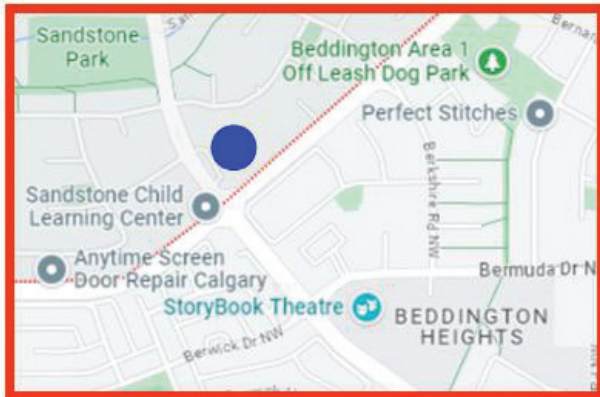 Sandstone
Park
Beddington Area 1
Off Leash Dog Park
Perfect Stitches
Berkshire Rd NW
Sandstone Child
Learning Center
Anytime Screen
Door Repair Calgary
Bermuda Dr N
StoryBook Theatre
BEDDINGTON
HEIGHTS
Berwick Dr NW